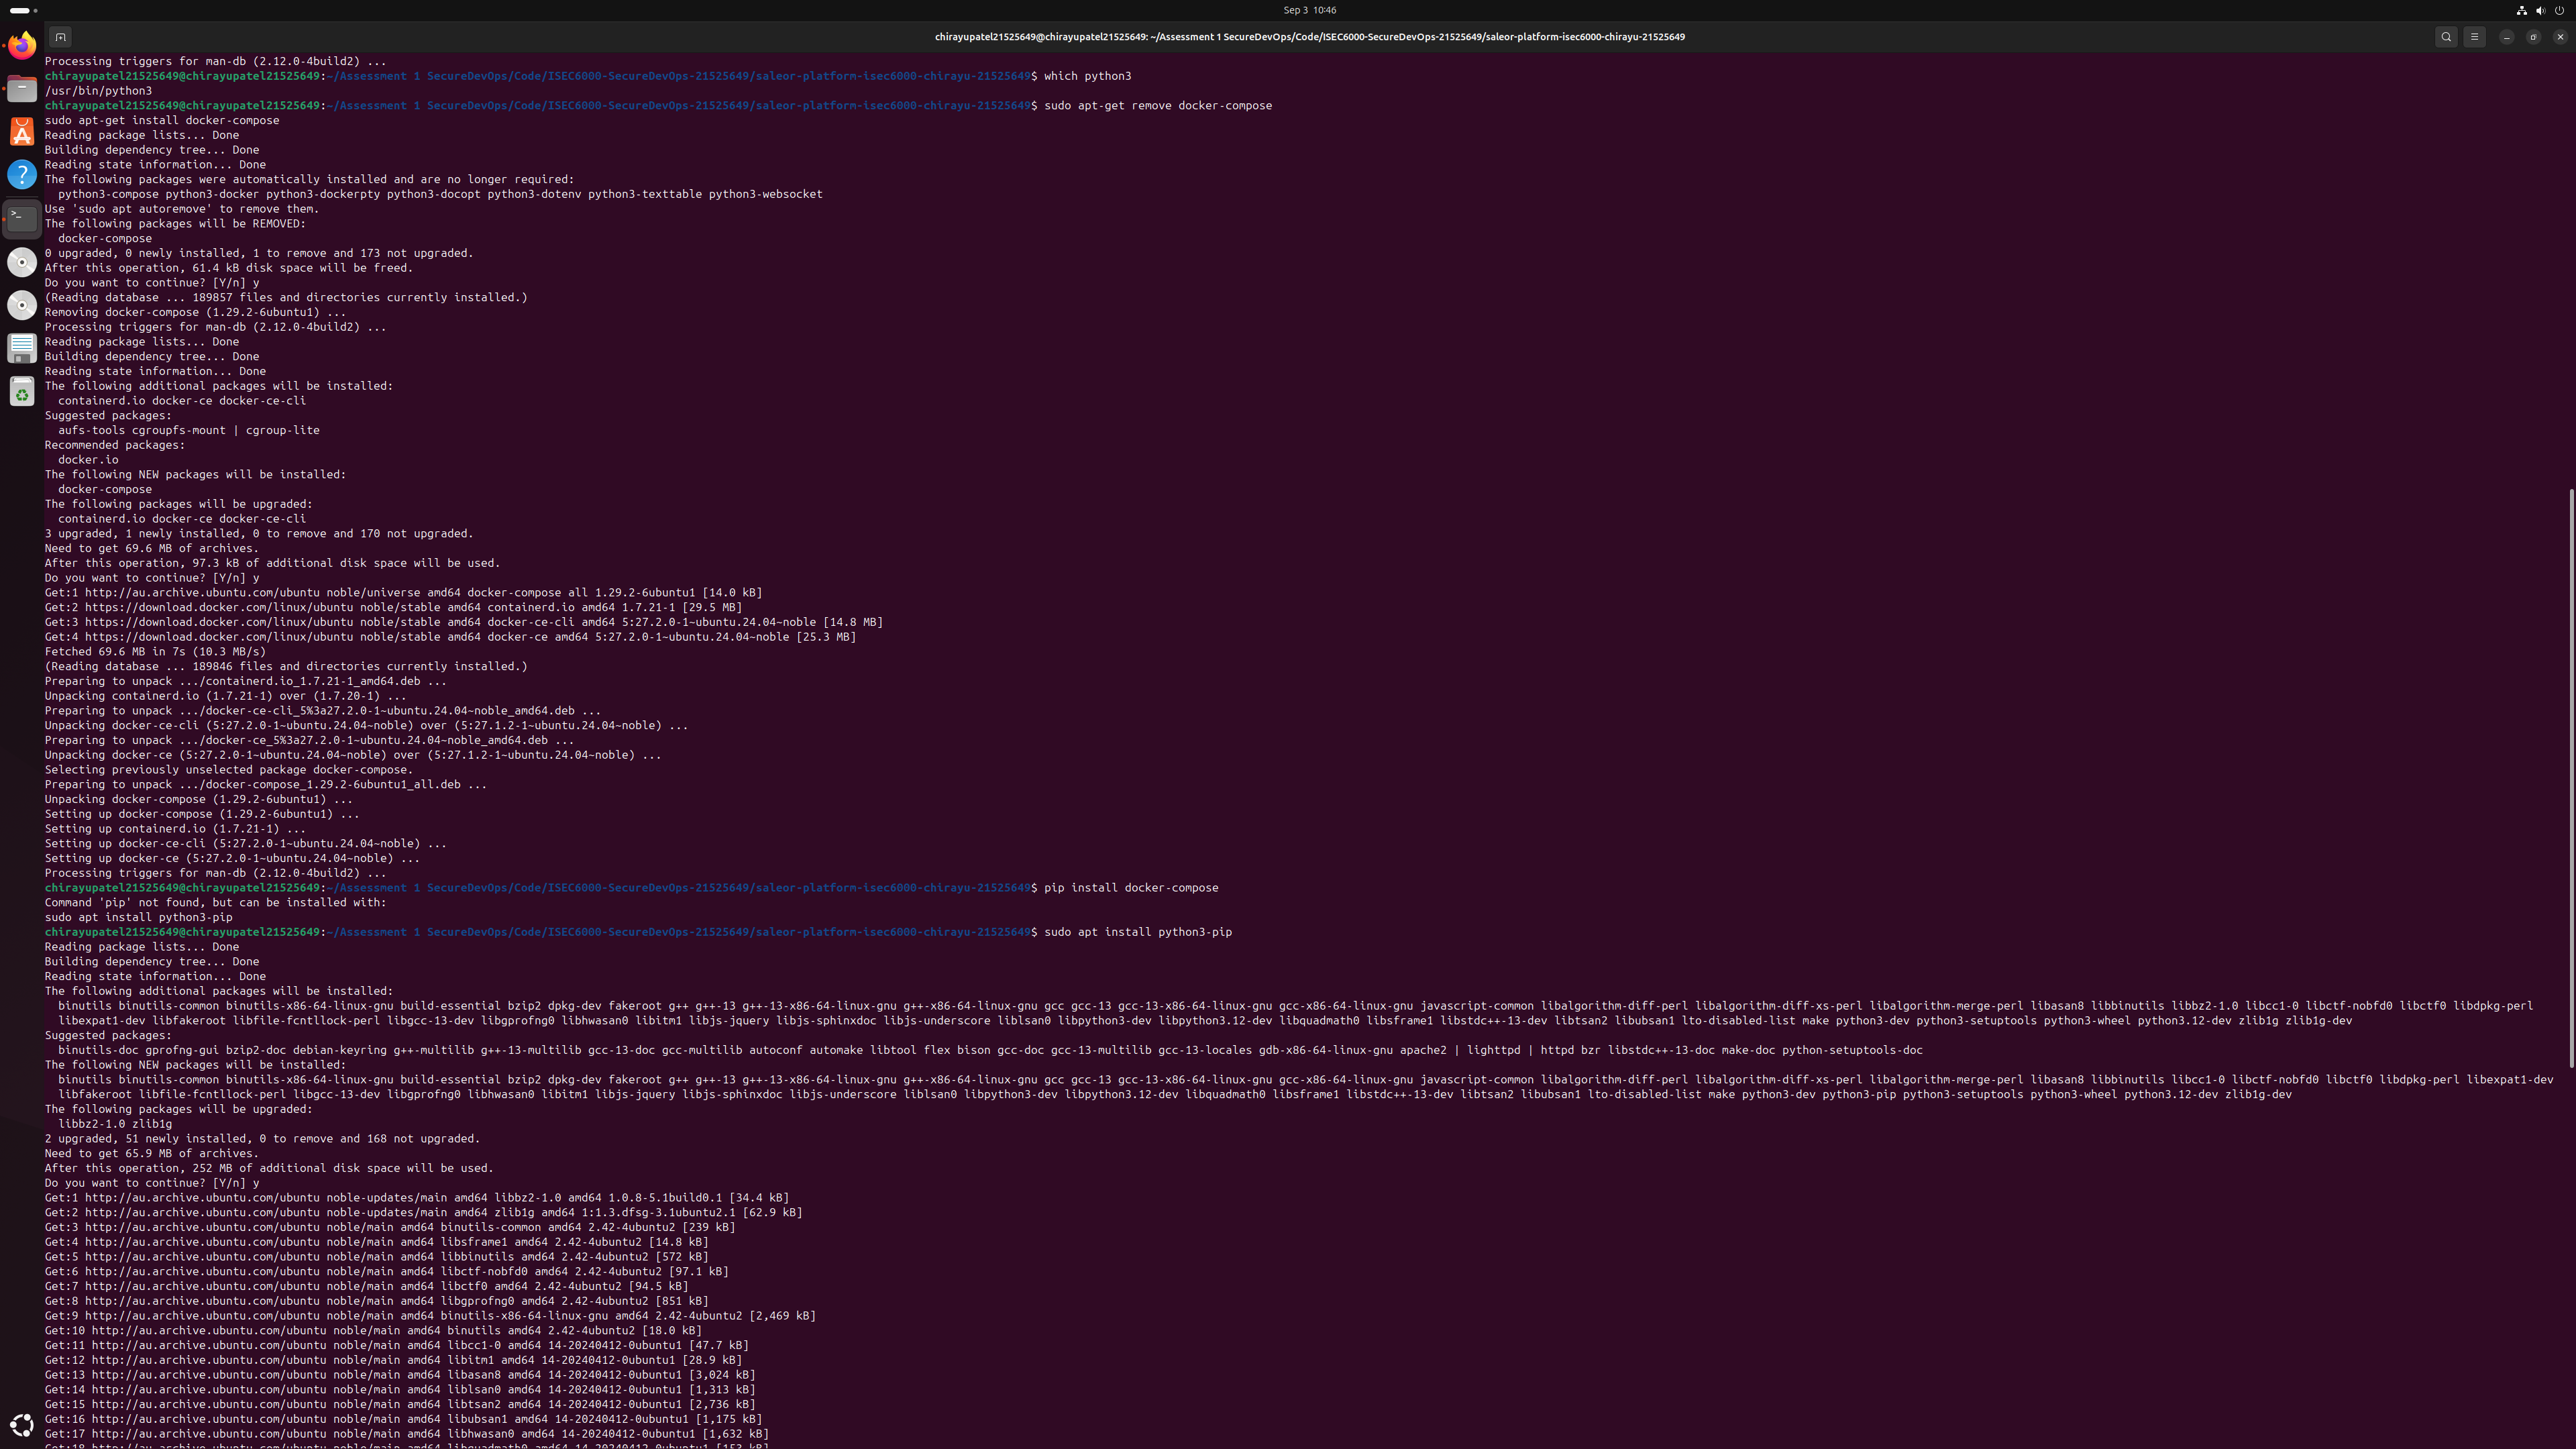 Sep 3 10:46
chirayupatel21525649@chirayupatel21525649: ~/Assessment 1 SecureDevOps/Code/ISEC6000-SecureDevOps-21525649/saleor-platform-isec6000-chirayu-21525649
Processing triggers for man-db (2.12.0-4build2) ...
chirayupatel21525649@chirayupatel21525649:~/Assessment 1 SecureDevOps/Code/ISEC6000-SecureDevOps-21525649/saleor-platform-isec6000-chirayu-21525649$ which python3
/usr/bin/python3
chirayupatel21525649@chirayupatel21525649:~/Assessment 1 SecureDevOps/Code/ISEC6000-SecureDevOps-21525649/saleor-platform-isec6000-chirayu-21525649$ sudo apt-get remove docker-compose
sudo apt-get install docker-compose
Reading package lists... Done
Building dependency tree... Done
Reading state information... Done
The following packages were automatically installed and are no longer required:
  python3-compose python3-docker python3-dockerpty python3-docopt python3-dotenv python3-texttable python3-websocket
Use 'sudo apt autoremove' to remove them.
The following packages will be REMOVED:
  docker-compose
0 upgraded, 0 newly installed, 1 to remove and 173 not upgraded.
After this operation, 61.4 kB disk space will be freed.
Do you want to continue? [Y/n] y
(Reading database ... 189857 files and directories currently installed.)
Removing docker-compose (1.29.2-6ubuntu1) ...
Processing triggers for man-db (2.12.0-4build2) ...
Reading package lists... Done
Building dependency tree... Done
Reading state information... Done
The following additional packages will be installed:
  containerd.io docker-ce docker-ce-cli
Suggested packages:
  aufs-tools cgroupfs-mount | cgroup-lite
Recommended packages:
  docker.io
The following NEW packages will be installed:
  docker-compose
The following packages will be upgraded:
  containerd.io docker-ce docker-ce-cli
3 upgraded, 1 newly installed, 0 to remove and 170 not upgraded.
Need to get 69.6 MB of archives.
After this operation, 97.3 kB of additional disk space will be used.
Do you want to continue? [Y/n] y
Get:1 http://au.archive.ubuntu.com/ubuntu noble/universe amd64 docker-compose all 1.29.2-6ubuntu1 [14.0 kB]
Get:2 https://download.docker.com/linux/ubuntu noble/stable amd64 containerd.io amd64 1.7.21-1 [29.5 MB]
Get:3 https://download.docker.com/linux/ubuntu noble/stable amd64 docker-ce-cli amd64 5:27.2.0-1~ubuntu.24.04~noble [14.8 MB]
Get:4 https://download.docker.com/linux/ubuntu noble/stable amd64 docker-ce amd64 5:27.2.0-1~ubuntu.24.04~noble [25.3 MB]
Fetched 69.6 MB in 7s (10.3 MB/s)
(Reading database ... 189846 files and directories currently installed.)
Preparing to unpack .../containerd.io_1.7.21-1_amd64.deb ...
Unpacking containerd.io (1.7.21-1) over (1.7.20-1) ...
Preparing to unpack .../docker-ce-cli_5%3a27.2.0-1~ubuntu.24.04~noble_amd64.deb ...
Unpacking docker-ce-cli (5:27.2.0-1~ubuntu.24.04~noble) over (5:27.1.2-1~ubuntu.24.04~noble) ...
Preparing to unpack .../docker-ce_5%3a27.2.0-1~ubuntu.24.04~noble_amd64.deb ...
Unpacking docker-ce (5:27.2.0-1~ubuntu.24.04~noble) over (5:27.1.2-1~ubuntu.24.04~noble) ...
Selecting previously unselected package docker-compose.
Preparing to unpack .../docker-compose_1.29.2-6ubuntu1_all.deb ...
Unpacking docker-compose (1.29.2-6ubuntu1) ...
Setting up docker-compose (1.29.2-6ubuntu1) ...
Setting up containerd.io (1.7.21-1) ...
Setting up docker-ce-cli (5:27.2.0-1~ubuntu.24.04~noble) ...
Setting up docker-ce (5:27.2.0-1~ubuntu.24.04~noble) ...
Processing triggers for man-db (2.12.0-4build2) ...
chirayupatel21525649@chirayupatel21525649:~/Assessment 1 SecureDevOps/Code/ISEC6000-SecureDevOps-21525649/saleor-platform-isec6000-chirayu-21525649$ pip install docker-compose
Command 'pip' not found, but can be installed with:
sudo apt install python3-pip
chirayupatel21525649@chirayupatel21525649:~/Assessment 1 SecureDevOps/Code/ISEC6000-SecureDevOps-21525649/saleor-platform-isec6000-chirayu-21525649$ sudo apt install python3-pip
Reading package lists... Done
Building dependency tree... Done
Reading state information... Done
The following additional packages will be installed:
  binutils binutils-common binutils-x86-64-linux-gnu build-essential bzip2 dpkg-dev fakeroot g++ g++-13 g++-13-x86-64-linux-gnu g++-x86-64-linux-gnu gcc gcc-13 gcc-13-x86-64-linux-gnu gcc-x86-64-linux-gnu javascript-common libalgorithm-diff-perl libalgorithm-diff-xs-perl libalgorithm-merge-perl libasan8 libbinutils libbz2-1.0 libcc1-0 libctf-nobfd0 libctf0 libdpkg-perl
  libexpat1-dev libfakeroot libfile-fcntllock-perl libgcc-13-dev libgprofng0 libhwasan0 libitm1 libjs-jquery libjs-sphinxdoc libjs-underscore liblsan0 libpython3-dev libpython3.12-dev libquadmath0 libsframe1 libstdc++-13-dev libtsan2 libubsan1 lto-disabled-list make python3-dev python3-setuptools python3-wheel python3.12-dev zlib1g zlib1g-dev
Suggested packages:
  binutils-doc gprofng-gui bzip2-doc debian-keyring g++-multilib g++-13-multilib gcc-13-doc gcc-multilib autoconf automake libtool flex bison gcc-doc gcc-13-multilib gcc-13-locales gdb-x86-64-linux-gnu apache2 | lighttpd | httpd bzr libstdc++-13-doc make-doc python-setuptools-doc
The following NEW packages will be installed:
  binutils binutils-common binutils-x86-64-linux-gnu build-essential bzip2 dpkg-dev fakeroot g++ g++-13 g++-13-x86-64-linux-gnu g++-x86-64-linux-gnu gcc gcc-13 gcc-13-x86-64-linux-gnu gcc-x86-64-linux-gnu javascript-common libalgorithm-diff-perl libalgorithm-diff-xs-perl libalgorithm-merge-perl libasan8 libbinutils libcc1-0 libctf-nobfd0 libctf0 libdpkg-perl libexpat1-dev
  libfakeroot libfile-fcntllock-perl libgcc-13-dev libgprofng0 libhwasan0 libitm1 libjs-jquery libjs-sphinxdoc libjs-underscore liblsan0 libpython3-dev libpython3.12-dev libquadmath0 libsframe1 libstdc++-13-dev libtsan2 libubsan1 lto-disabled-list make python3-dev python3-pip python3-setuptools python3-wheel python3.12-dev zlib1g-dev
The following packages will be upgraded:
  libbz2-1.0 zlib1g
2 upgraded, 51 newly installed, 0 to remove and 168 not upgraded.
Need to get 65.9 MB of archives.
After this operation, 252 MB of additional disk space will be used.
Do you want to continue? [Y/n] y
Get:1 http://au.archive.ubuntu.com/ubuntu noble-updates/main amd64 libbz2-1.0 amd64 1.0.8-5.1build0.1 [34.4 kB]
Get:2 http://au.archive.ubuntu.com/ubuntu noble-updates/main amd64 zlib1g amd64 1:1.3.dfsg-3.1ubuntu2.1 [62.9 kB]
Get:3 http://au.archive.ubuntu.com/ubuntu noble/main amd64 binutils-common amd64 2.42-4ubuntu2 [239 kB]
Get:4 http://au.archive.ubuntu.com/ubuntu noble/main amd64 libsframe1 amd64 2.42-4ubuntu2 [14.8 kB]
Get:5 http://au.archive.ubuntu.com/ubuntu noble/main amd64 libbinutils amd64 2.42-4ubuntu2 [572 kB]
Get:6 http://au.archive.ubuntu.com/ubuntu noble/main amd64 libctf-nobfd0 amd64 2.42-4ubuntu2 [97.1 kB]
Get:7 http://au.archive.ubuntu.com/ubuntu noble/main amd64 libctf0 amd64 2.42-4ubuntu2 [94.5 kB]
Get:8 http://au.archive.ubuntu.com/ubuntu noble/main amd64 libgprofng0 amd64 2.42-4ubuntu2 [851 kB]
Get:9 http://au.archive.ubuntu.com/ubuntu noble/main amd64 binutils-x86-64-linux-gnu amd64 2.42-4ubuntu2 [2,469 kB]
Get:10 http://au.archive.ubuntu.com/ubuntu noble/main amd64 binutils amd64 2.42-4ubuntu2 [18.0 kB]
Get:11 http://au.archive.ubuntu.com/ubuntu noble/main amd64 libcc1-0 amd64 14-20240412-0ubuntu1 [47.7 kB]
Get:12 http://au.archive.ubuntu.com/ubuntu noble/main amd64 libitm1 amd64 14-20240412-0ubuntu1 [28.9 kB]
Get:13 http://au.archive.ubuntu.com/ubuntu noble/main amd64 libasan8 amd64 14-20240412-0ubuntu1 [3,024 kB]
Get:14 http://au.archive.ubuntu.com/ubuntu noble/main amd64 liblsan0 amd64 14-20240412-0ubuntu1 [1,313 kB]
Get:15 http://au.archive.ubuntu.com/ubuntu noble/main amd64 libtsan2 amd64 14-20240412-0ubuntu1 [2,736 kB]
Get:16 http://au.archive.ubuntu.com/ubuntu noble/main amd64 libubsan1 amd64 14-20240412-0ubuntu1 [1,175 kB]
Get:17 http://au.archive.ubuntu.com/ubuntu noble/main amd64 libhwasan0 amd64 14-20240412-0ubuntu1 [1,632 kB]
Get:18 http://au.archive.ubuntu.com/ubuntu noble/main amd64 libquadmath0 amd64 14-20240412-0ubuntu1 [153 kB]